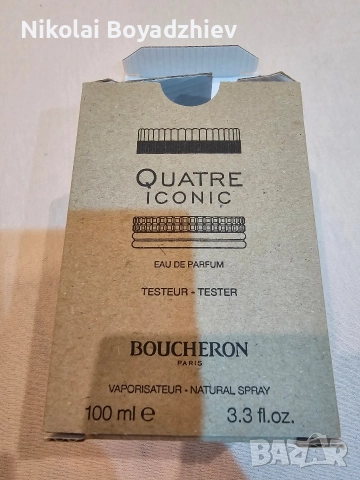 Nikolai Boyadzhiev
QUATRE
ICONIC
EAU DE PARFUM
TESTEUR - TESTER
BOUCHERON
PARIS
VAPORISATEUR - NATURAL SPRAY
100 ml e 3.3 fl.oz.
BAZAR